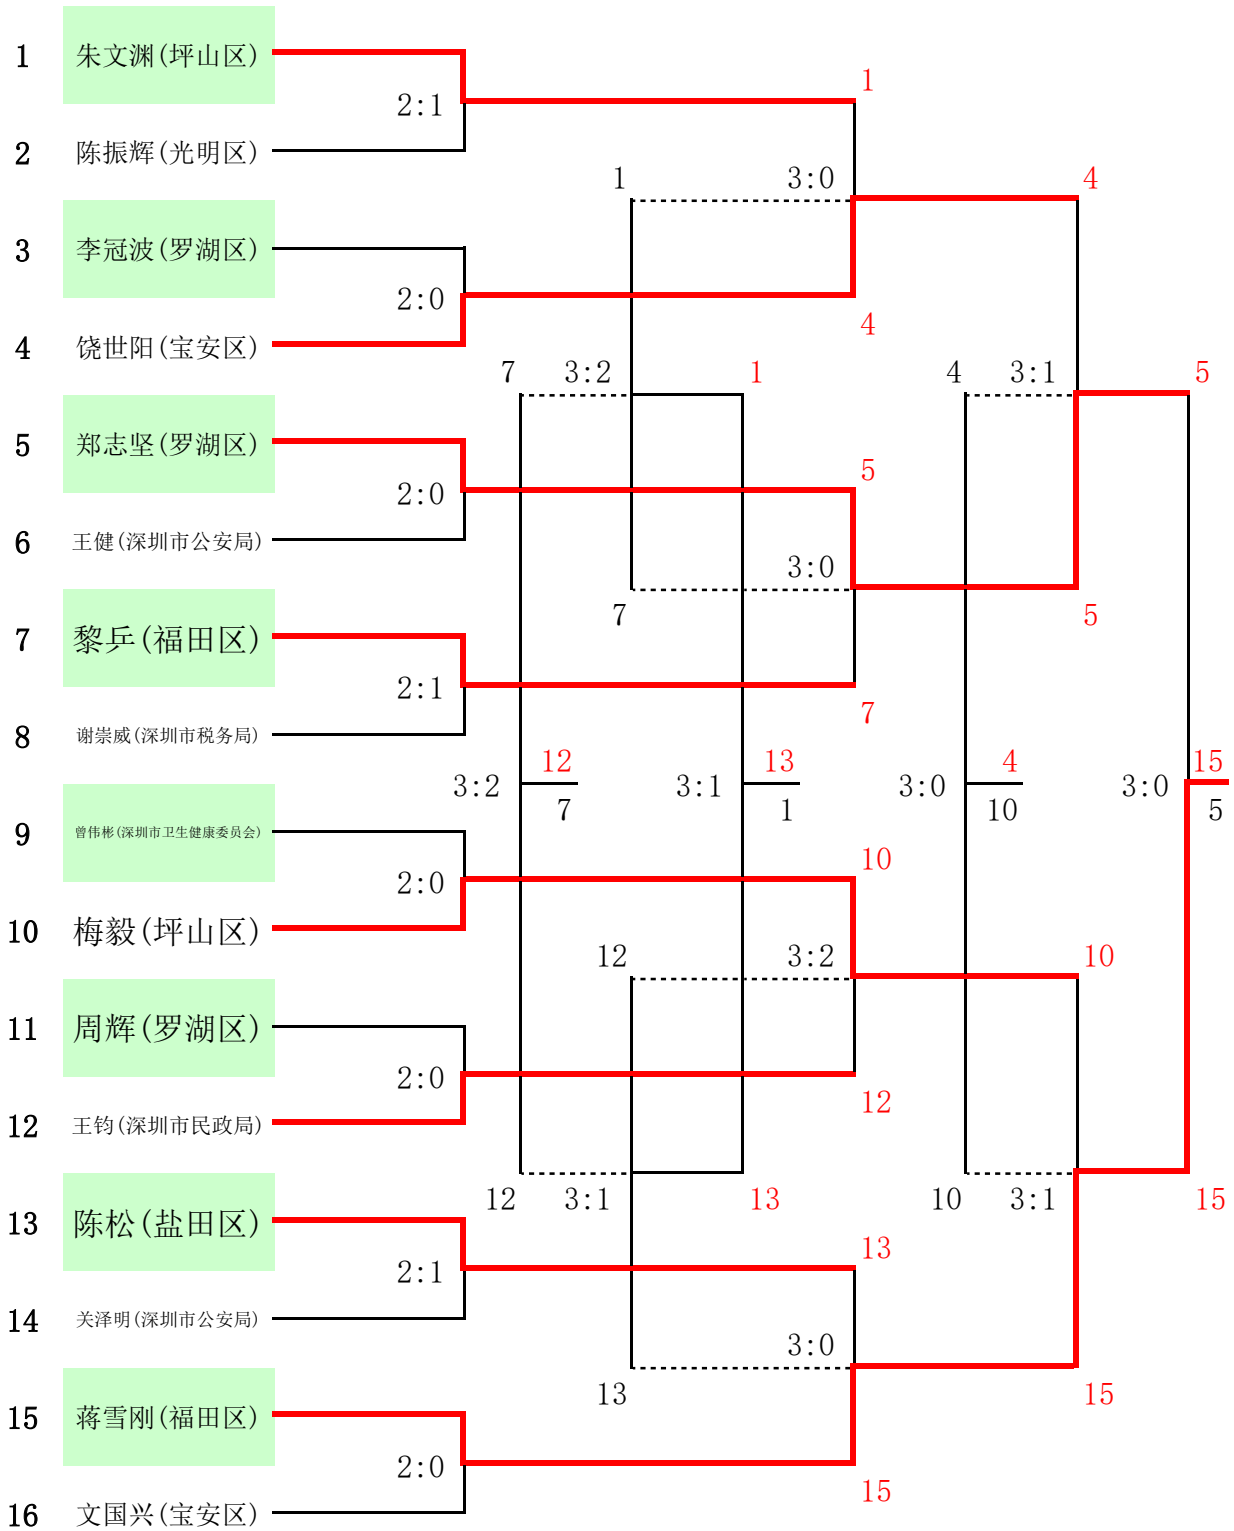 1 朱文渊(坪山区) 1
2:1
2 陈振辉(光明区)
1 3:0 4
3 李冠波(罗湖区)
2:0
4 饶世阳(宝安区) 4
7 3:2 1 4 3:1 5
5 郑志坚(罗湖区) 5
2:0
6 王健(深圳市公安局) 3:0
7 5
7 黎乒(福田区)
2:1 7
8 谢崇威(深圳市税务局)
12 13 4 15
3:2 3:1 3:0 3:0
7 1 10 5
9 曾伟彬(深圳市卫生健康委员会)
10
2:0
10 梅毅(坪山区)
12 3:2 10
11 周辉(罗湖区)
2:0
12 王钧(深圳市民政局) 12
12 3:1 13 10 3:1 15
13 陈松(盐田区) 13
2:1
14 关泽明(深圳市公安局) 3:0
13 15
15 蒋雪刚(福田区)
2:0 15
16 文国兴(宝安区)